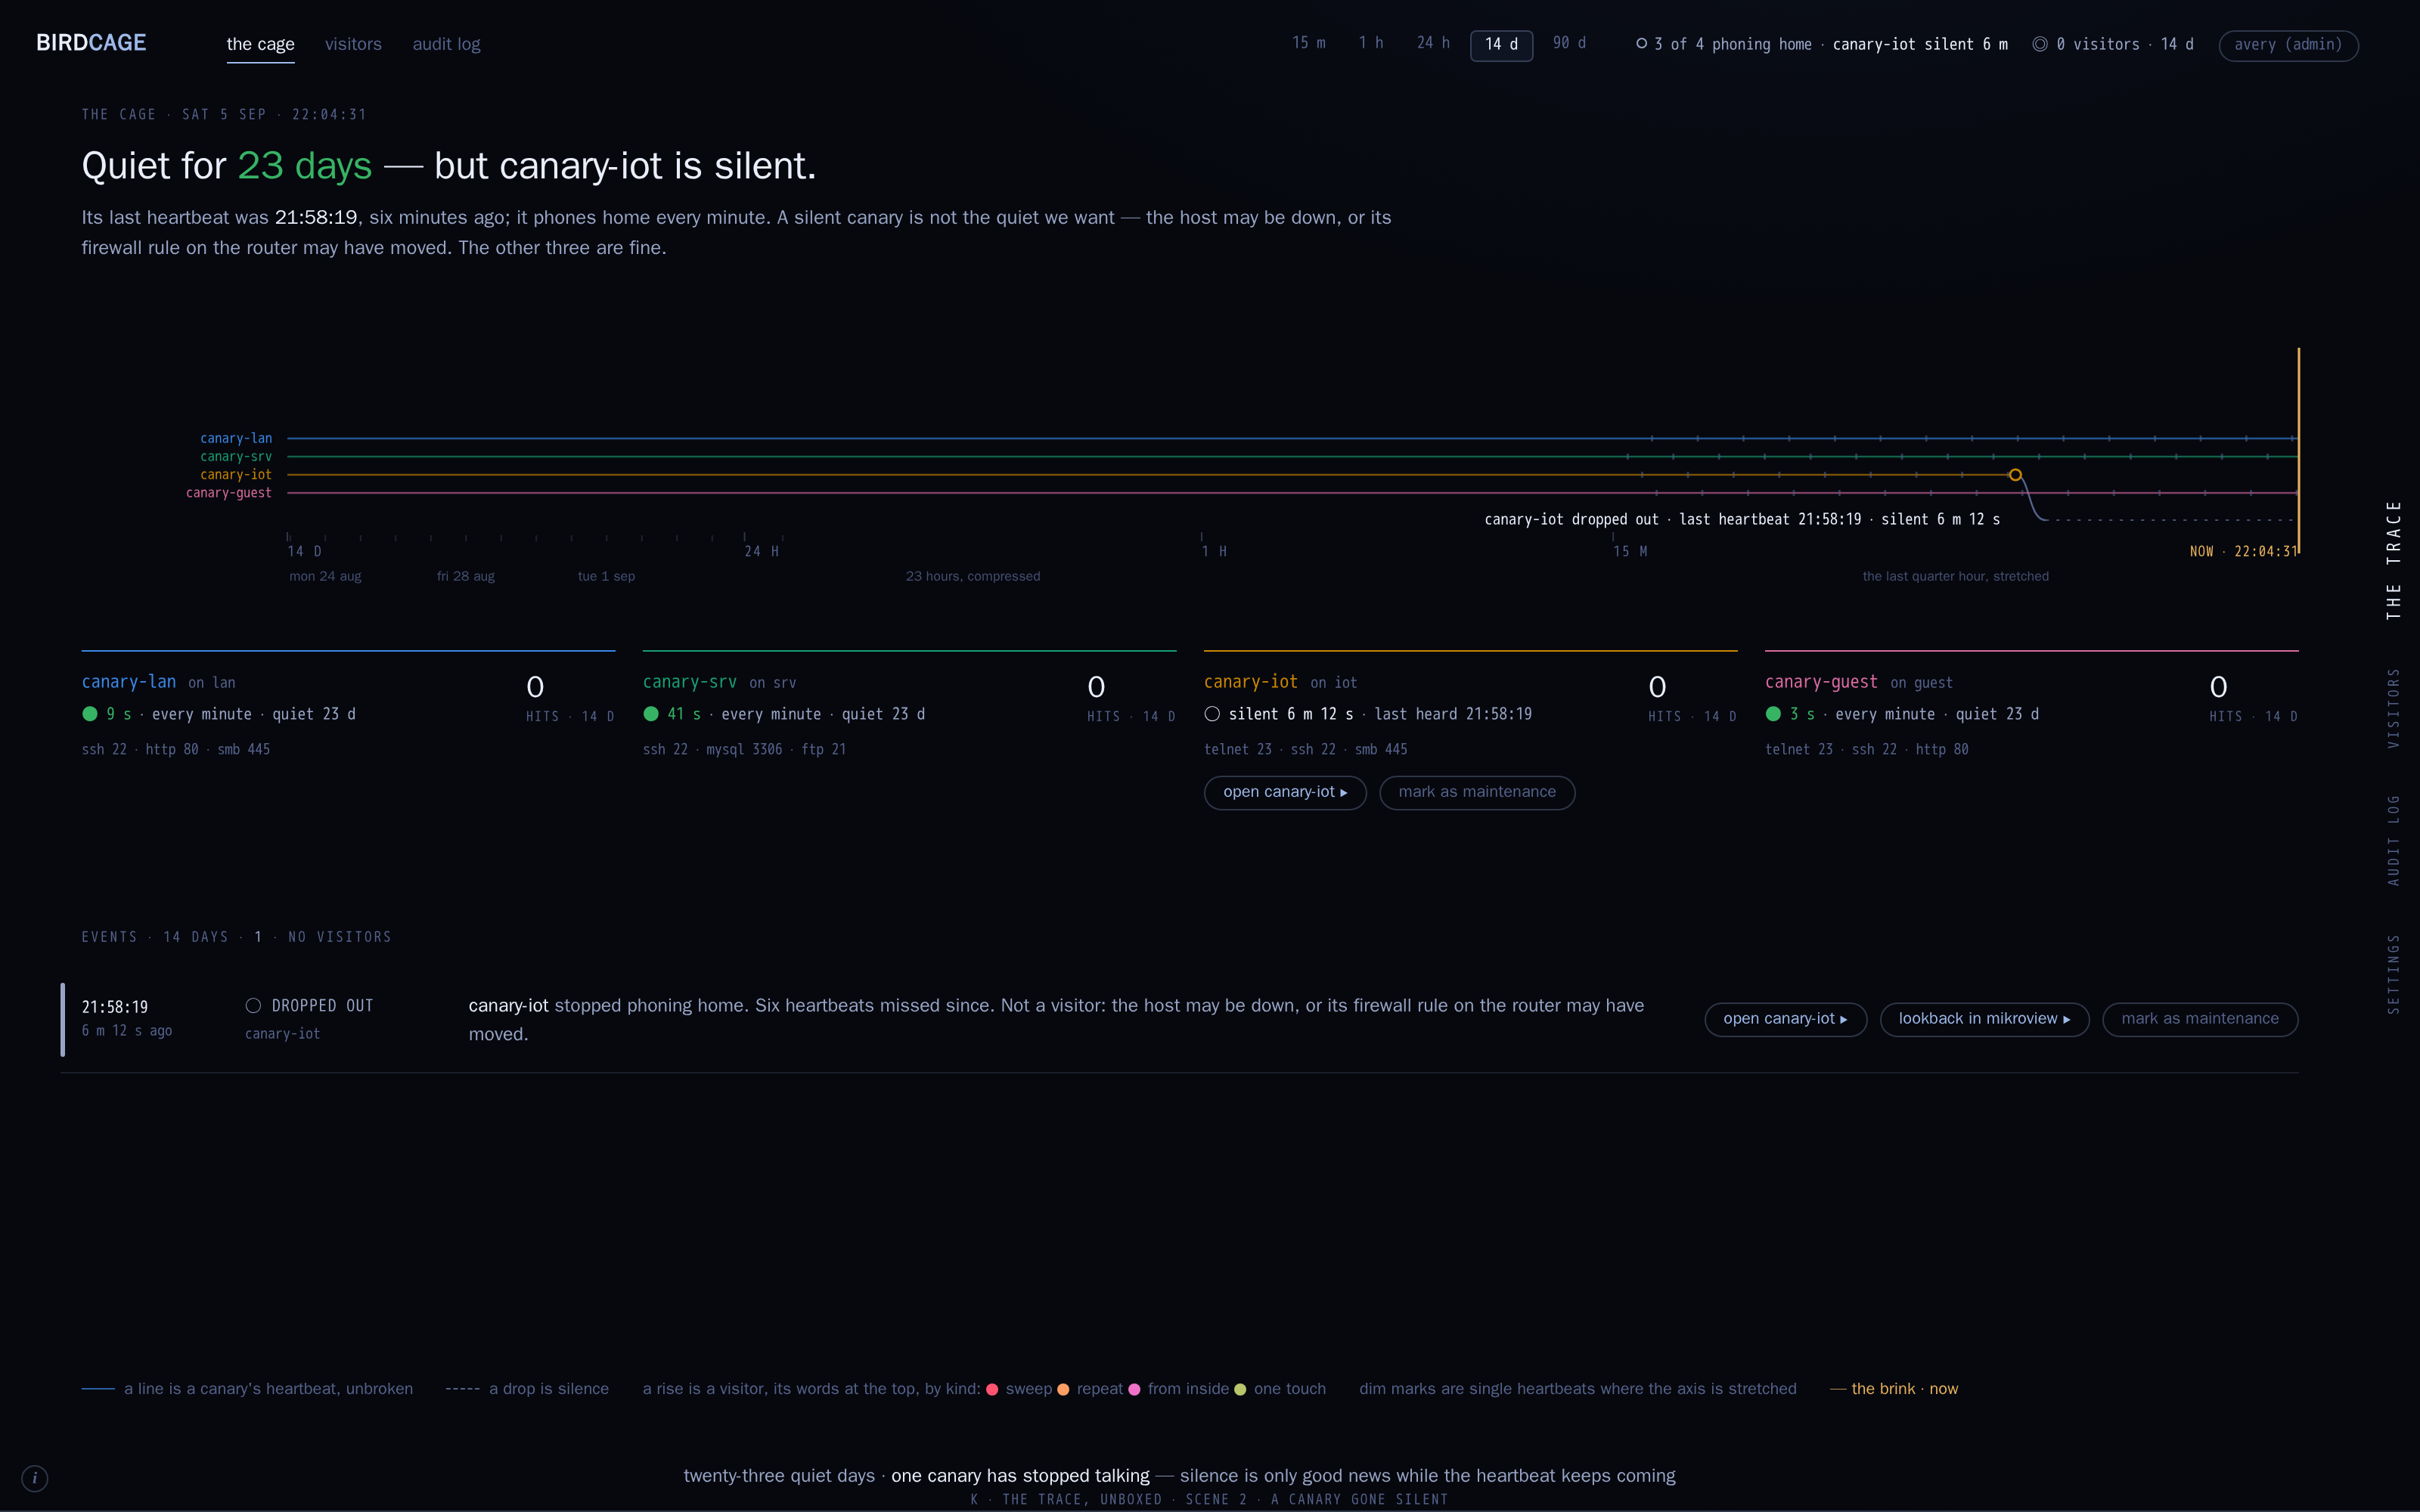 BIRDCAGE the cage visitors audit log 15 m 1 h 24 h 14 d 90 d 3 of 4 phoning home · canary-iot silent 6 m 0 visitors · 14 d avery (admin)
THE CAGE · SAT 5 SEP · 22:04:31
Quiet for 23 days — but canary-iot is silent.
Its last heartbeat was 21:58:19, six minutes ago; it phones home every minute. A silent canary is not the quiet we want — the host may be down, or its
firewall rule on the router may have moved. The other three are fine.
canary-lan
canary-srv
canary-iot
canary-guest
canary-iot dropped out · last heartbeat 21:58:19 · silent 6 m 12 s
14 D 24 H 1 H 15 M NOW · 22:04:31
mon 24 aug fri 28 aug tue 1 sep 23 hours, compressed the last quarter hour, stretched
canary-lan on lan 0
9 s · every minute · quiet 23 d HITS · 14 D
ssh 22 · http 80 · smb 445
canary-srv on srv 0
41 s · every minute · quiet 23 d HITS · 14 D
ssh 22 · mysql 3306 · ftp 21
canary-iot on iot 0
silent 6 m 12 s · last heard 21:58:19 HITS · 14 D
telnet 23 · ssh 22 · smb 445
open canary-iot ▸ mark as maintenance
canary-guest on guest 0
3 s · every minute · quiet 23 d HITS · 14 D
telnet 23 · ssh 22 · http 80
THE TRACE
VISITORS
AUDIT LOG
SETTINGS
EVENTS · 14 DAYS · 1 · NO VISITORS
21:58:19
6 m 12 s ago
DROPPED OUT
canary-iot
canary-iot stopped phoning home. Six heartbeats missed since. Not a visitor: the host may be down, or its firewall rule on the router may have
moved.
open canary-iot ▸ lookback in mikroview ▸ mark as maintenance
a line is a canary's heartbeat, unbroken a drop is silence a rise is a visitor, its words at the top, by kind: sweep repeat from inside one touch dim marks are single heartbeats where the axis is stretched — the brink · now
i
twenty-three quiet days · one canary has stopped talking — silence is only good news while the heartbeat keeps coming
K · THE TRACE, UNBOXED · SCENE 2 · A CANARY GONE SILENT